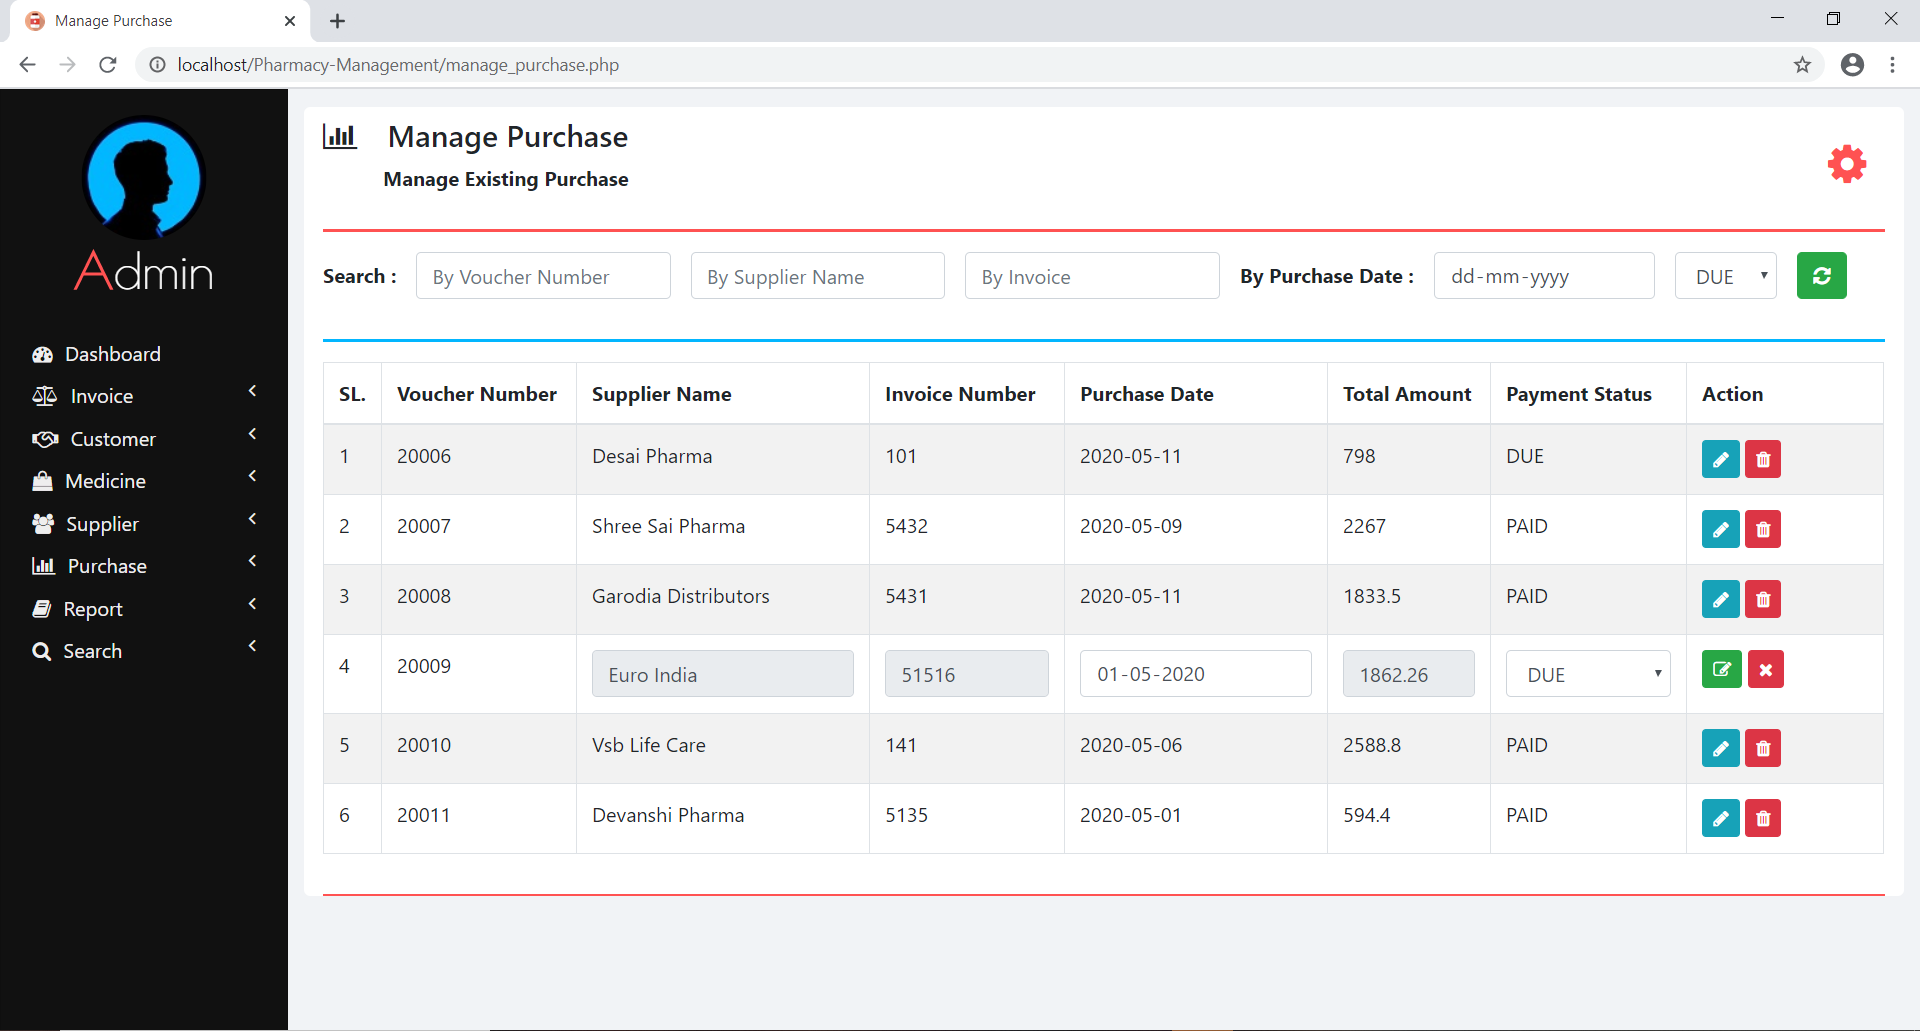 Manage Purchase
localhost/Pharmacy-Management/manage_purchase.php
Admin
Dashboard
Invoice
Customer
Medicine
Supplier
Purchase
Report
Search
Manage Purchase
Manage Existing Purchase
Search : By Voucher Number By Supplier Name By Invoice By Purchase Date : dd-mm-yyyy DUE
SL. Voucher Number Supplier Name Invoice Number Purchase Date Total Amount Payment Status Action
1 20006 Desai Pharma 101 2020-05-11 798 DUE
2 20007 Shree Sai Pharma 5432 2020-05-09 2267 PAID
3 20008 Garodia Distributors 5431 2020-05-11 1833.5 PAID
4 20009 Euro India 51516 01-05-2020 1862.26 DUE
5 20010 Vsb Life Care 141 2020-05-06 2588.8 PAID
6 20011 Devanshi Pharma 5135 2020-05-01 594.4 PAID